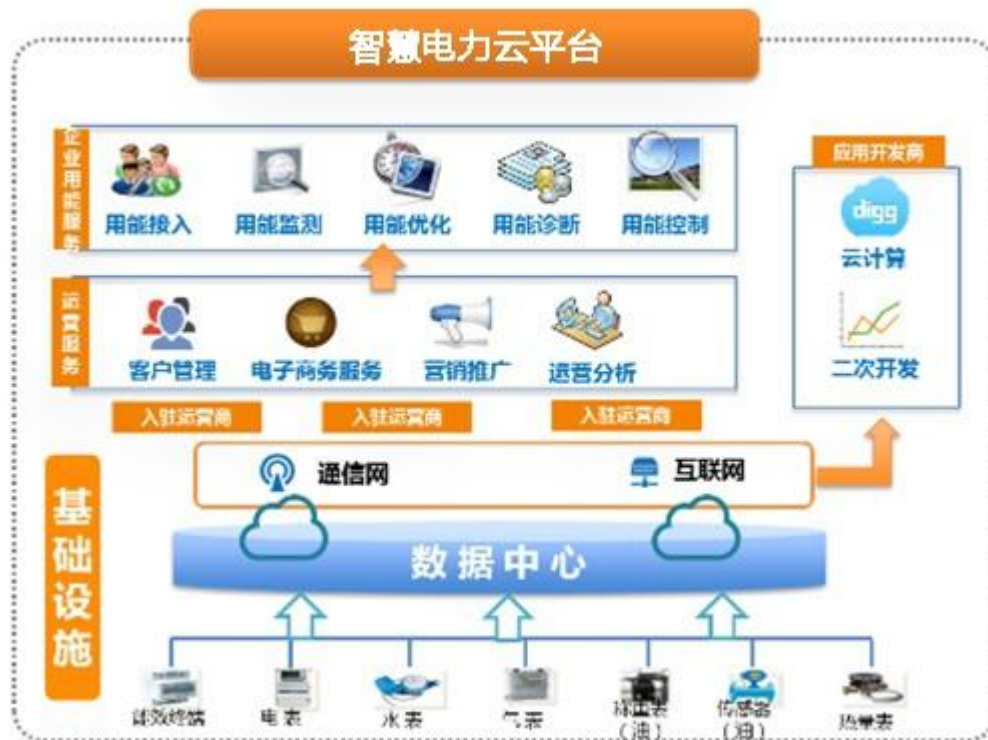 智慧电力云平台
企业用能服务
用能接入
用能监测
用能优化
用能诊断
用能控制
应用开发商
digg
云计算
二次开发
运营服务
客户管理
电子商务服务
营销推广
运营分析
入驻运营商
入驻运营商
入驻运营商
基础设施
通信网
互联网
数据中心
能效终端
电表
水表
气表
（油）
传感器
（油）
热量表